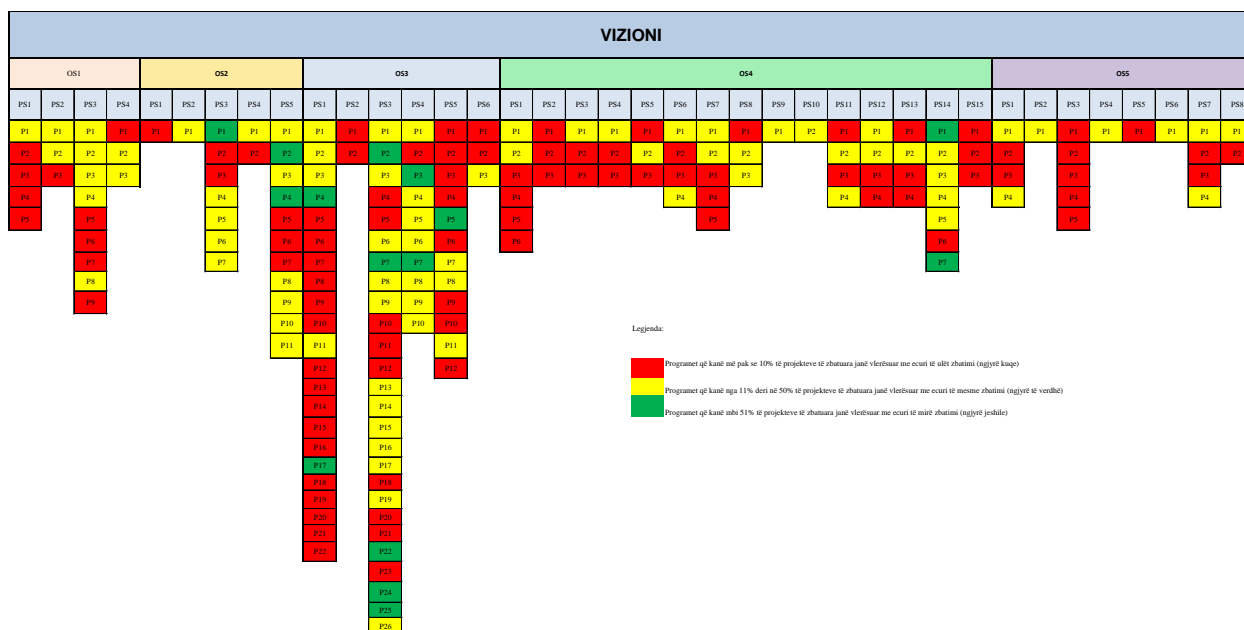 VIZIONI
OS1 OS2 OS3 OS4 OS5
PS1 PS2 PS3 PS4 PS1 PS2 PS3 PS4 PS5 PS1 PS2 PS3 PS4 PS5 PS6 PS1 PS2 PS3 PS4 PS5 PS6 PS7 PS8 PS9 PS10 PS11 PS12 PS13 PS14 PS15 PS1 PS2 PS3 PS4 PS5 PS6 PS7 PS8
P1 P1 P1 P1 P1 P1 P1 P1 P1 P1 P1 P1 P1 P1 P1 P1 P1 P1 P1 P1 P1 P1 P1 P1 P2 P1 P1 P1 P1 P1 P1 P1 P1 P1 P1 P1 P1 P1
P2 P2 P2 P2 P2 P2 P2 P2 P2 P2 P2 P2 P2 P2 P2 P2 P2 P2 P2 P2 P2 P2 P2 P2 P2 P2 P2 P2 P2 P2
P3 P3 P3 P3 P3 P3 P3 P3 P3 P3 P3 P3 P3 P3 P3 P3 P3 P3 P3 P3 P3 P3 P3 P3 P3 P3 P3
P4 P4 P4 P4 P4 P4 P4 P4 P4 P4 P4 P4 P4 P4 P4 P4 P4 P4
P5 P5 P5 P5 P5 P5 P5 P5 P5 P5 P5 P5
P6 P6 P6 P6 P6 P6 P6 P6 P6
P7 P7 P7 P7 P7 P7 P7 P7
P8 P8 P8 P8 P8 P8
P9 P9 P9 P9 P9 P9
P10 P10 P10 P10 P10
P11 P11 P11 P11
P12 P12 P12
P13 P13
P14 P14
P15 P15
P16 P16
P17 P17
P18 P18
P19 P19
P20 P20
P21 P21
P22 P22
P23
P24
P25
P26
Legjenda:
Programet që kanë më pak se 10% të projekteve të zbatuara janë vlerësuar me ecuri të ulët zbatimi (ngjyrë kuqe)
Programet që kanë nga 11% deri në 50% të projekteve të zbatuara janë vlerësuar me ecuri të mesme zbatimi (ngjyrë të verdhë)
Programet që kanë mbi 51% të projekteve të zbatuara janë vlerësuar me ecuri të mirë zbatimi (ngjyrë jeshile)